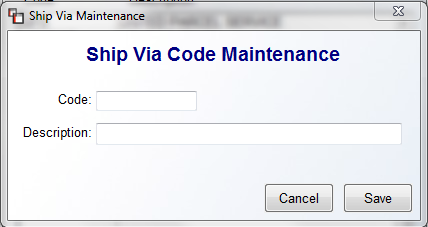 Ship Via Maintenance
Ship Via Code Maintenance
Code:
Description:
Cancel
Save